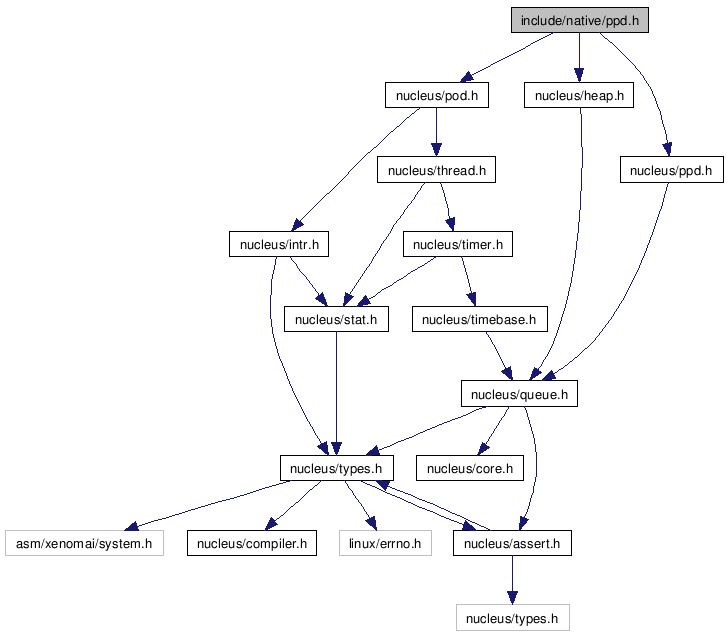 include/native/ppd.h
nucleus/pod.h
nucleus/heap.h
nucleus/thread.h
nucleus/ppd.h
nucleus/intr.h
nucleus/timer.h
nucleus/stat.h
nucleus/timebase.h
nucleus/queue.h
nucleus/types.h
nucleus/core.h
asm/xenomai/system.h
nucleus/compiler.h
linux/errno.h
nucleus/assert.h
nucleus/types.h